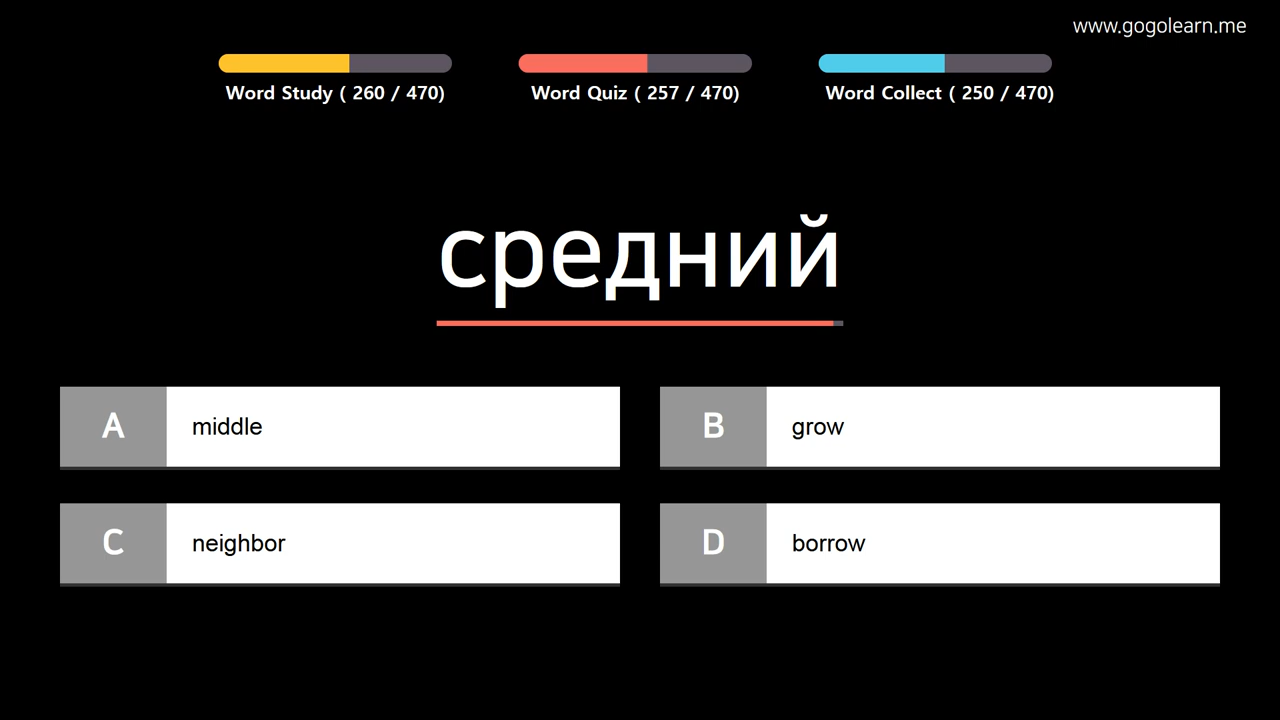 www.gogolearn.me
Word Study ( 260 / 470)
Word Quiz ( 257 / 470)
Word Collect ( 250 / 470)
средний
A middle
B grow
C neighbor
D borrow